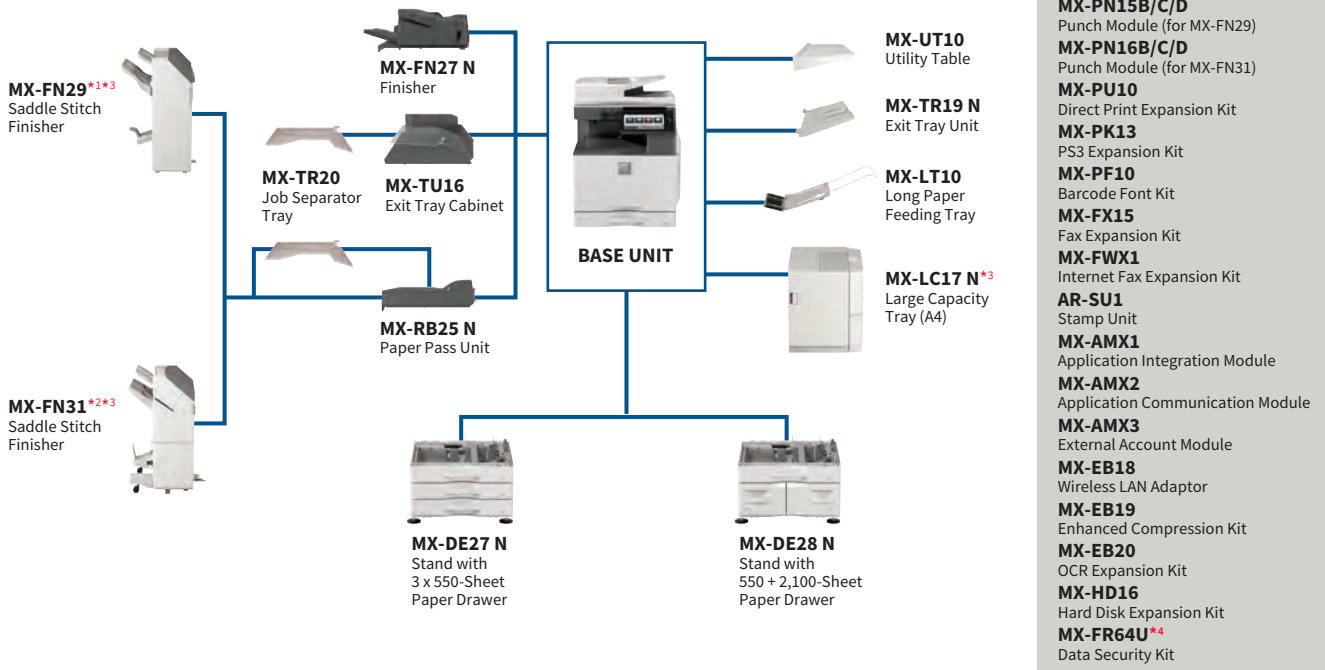 MX-FN29*1*3
Saddle Stitch
Finisher
MX-FN27 N
Finisher
MX-TR20
Job Separator
Tray
MX-TU16
Exit Tray Cabinet
MX-RB25 N
Paper Pass Unit
MX-FN31*2*3
Saddle Stitch
Finisher
BASE UNIT
MX-UT10
Utility Table
MX-TR19 N
Exit Tray Unit
MX-LT10
Long Paper
Feeding Tray
MX-LC17 N*3
Large Capacity
Tray (A4)
MX-DE27 N
Stand with
3 x 550-Sheet
Paper Drawer
MX-DE28 N
Stand with
550 + 2,100-Sheet
Paper Drawer
MX-PN15B/C/D
Punch Module (for MX-FN29)
MX-PN16B/C/D
Punch Module (for MX-FN31)
MX-PU10
Direct Print Expansion Kit
MX-PK13
PS3 Expansion Kit
MX-PF10
Barcode Font Kit
MX-FX15
Fax Expansion Kit
MX-FWX1
Internet Fax Expansion Kit
AR-SU1
Stamp Unit
MX-AMX1
Application Integration Module
MX-AMX2
Application Communication Module
MX-AMX3
External Account Module
MX-EB18
Wireless LAN Adaptor
MX-EB19
Enhanced Compression Kit
MX-EB20
OCR Expansion Kit
MX-HD16
Hard Disk Expansion Kit
MX-FR64U*4
Data Security Kit